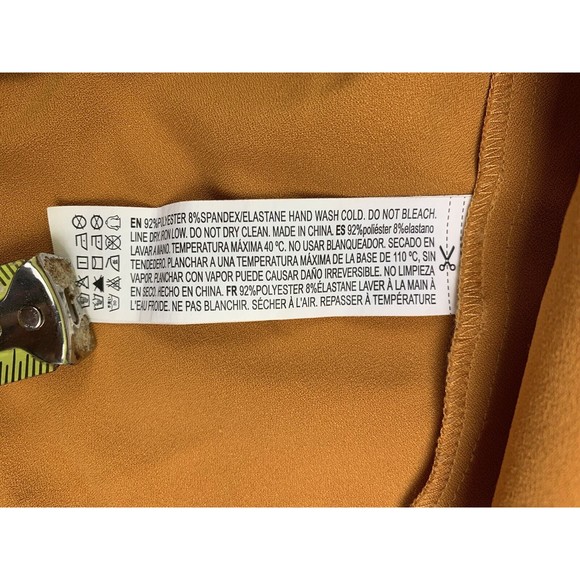 EN 92%POLYESTER 8%SPANDEX/ELASTANE HAND WASH COLD. DO NOT BLEACH.
LINE DRY. IRON LOW. DO NOT DRY CLEAN. MADE IN CHINA. ES 92%poliéster 8%elastano
LAVAR A MANO. TEMPERATURA MÁXIMA 40 ºC. NO USAR BLANQUEADOR. SECADO EN
TENDEDERO. PLANCHAR A UNA TEMPERATURA MÁXIMA DE LA BASE DE 110 ºC, SIN
VAPOR. PLANCHAR CON VAPOR PUEDE CAUSAR DAÑO IRREVERSIBLE. NO LIMPIEZA
EN SECO. HECHO EN CHINA. FR 92%POLYESTER 8%ELASTANE LAVER À LA MAIN À
L'EAU FROIDE. NE PAS BLANCHIR. SÉCHER À L'AIR. REPASSER À TEMPÉRATURE